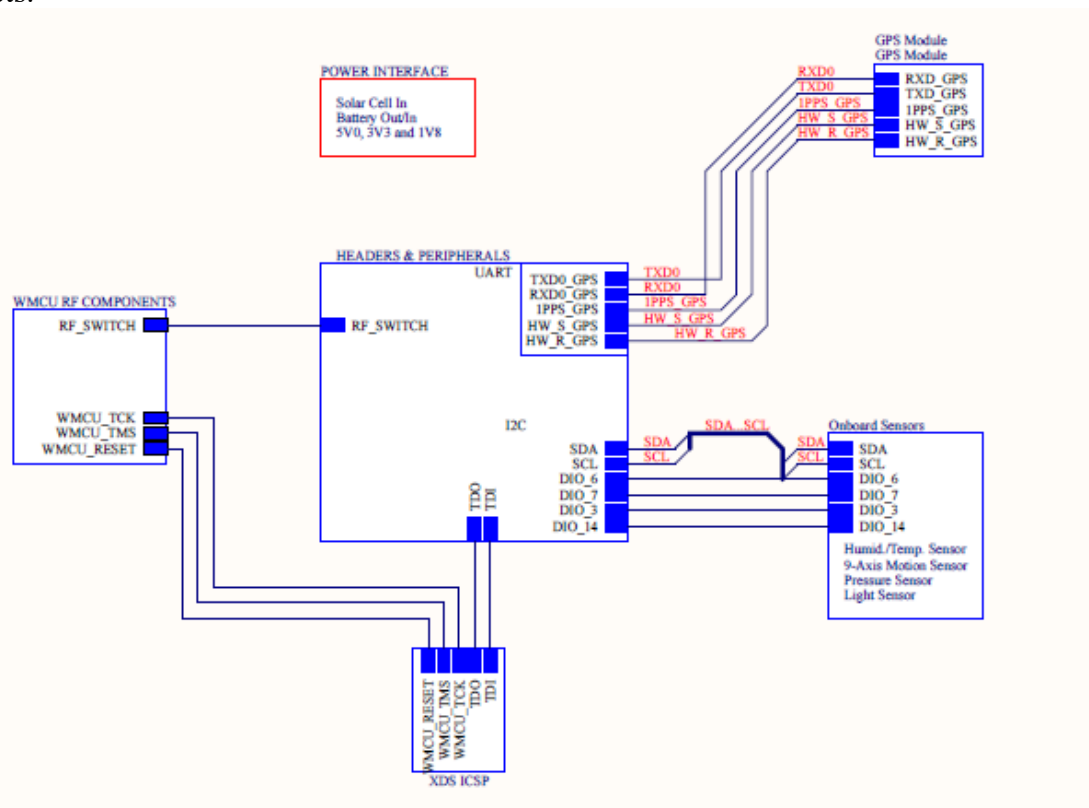 GPS Module
GPS Module
RXD0
TXD0
1PPS_GPS
HW_S_GPS
HW_R_GPS
RXD_GPS
TXD_GPS
1PPS_GPS
HW_S_GPS
HW_R_GPS
POWER INTERFACE
Solar Cell In
Battery Out/In
5V0, 3V3 and 1V8
HEADERS & PERIPHERALS
UART
TXD0_GPS
RXD0_GPS
1PPS_GPS
HW_S_GPS
HW_R_GPS
TXD0
RXD0
1PPS_GPS
HW_S_GPS
HW_R_GPS
WMCU RF COMPONENTS
RF_SWITCH
RF_SWITCH
WMCU_TCK
WMCU_TMS
WMCU_RESET
I2C
SDA
SCL
DIO_6
DIO_7
DIO_3
DIO_14
SDA
SCL
SDA...SCL
SDA
SCL
Onboard Sensors
SDA
SCL
DIO_6
DIO_7
DIO_3
DIO_14
Humid./Temp. Sensor
9-Axis Motion Sensor
Pressure Sensor
Light Sensor
TDO
TDI
WMCU_RESET
WMCU_TMS
WMCU_TCK
TDO
TDI
XDS ICSP